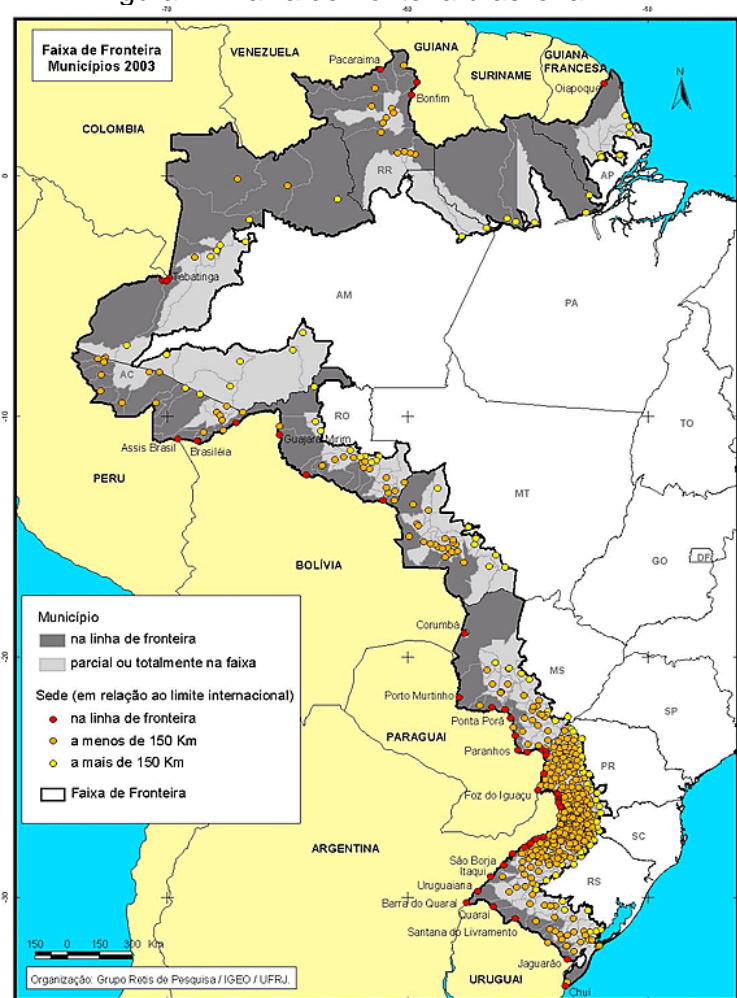 Faixa de Fronteira
Municípios 2003
-70
-50
VENEZUELA
GUIANA
SURINAME
GUIANA
FRANCESA
N
Pacaraima
Bonfim
Oiapoque
COLOMBIA
RR
AP
0
Tabatinga
AM
PA
AC
-10
RO
TO
Assis Brasil
Brasiléia
Guajará Mirim
PERU
MT
BOLÍVIA
GO
DF
Município
na linha de fronteira
parcial ou totalmente na faixa
Sede (em relação ao limite internacional)
na linha de fronteira
a menos de 150 Km
a mais de 150 Km
Faixa de Fronteira
Corumbá
MS
Porto Murtinho
SP
Ponta Porã
PARAGUAI
Paranhos
PR
Foz do Iguaçu
SC
ARGENTINA
São Borja
Itaqui
RS
Uruguaiana
Barra do Quaraí
Quaraí
Santana do Livramento
150 0 150 300 Km
Jaguarão
Organização: Grupo Retis de Pesquisa / IGEO / UFRJ.
URUGUAI
Chuí